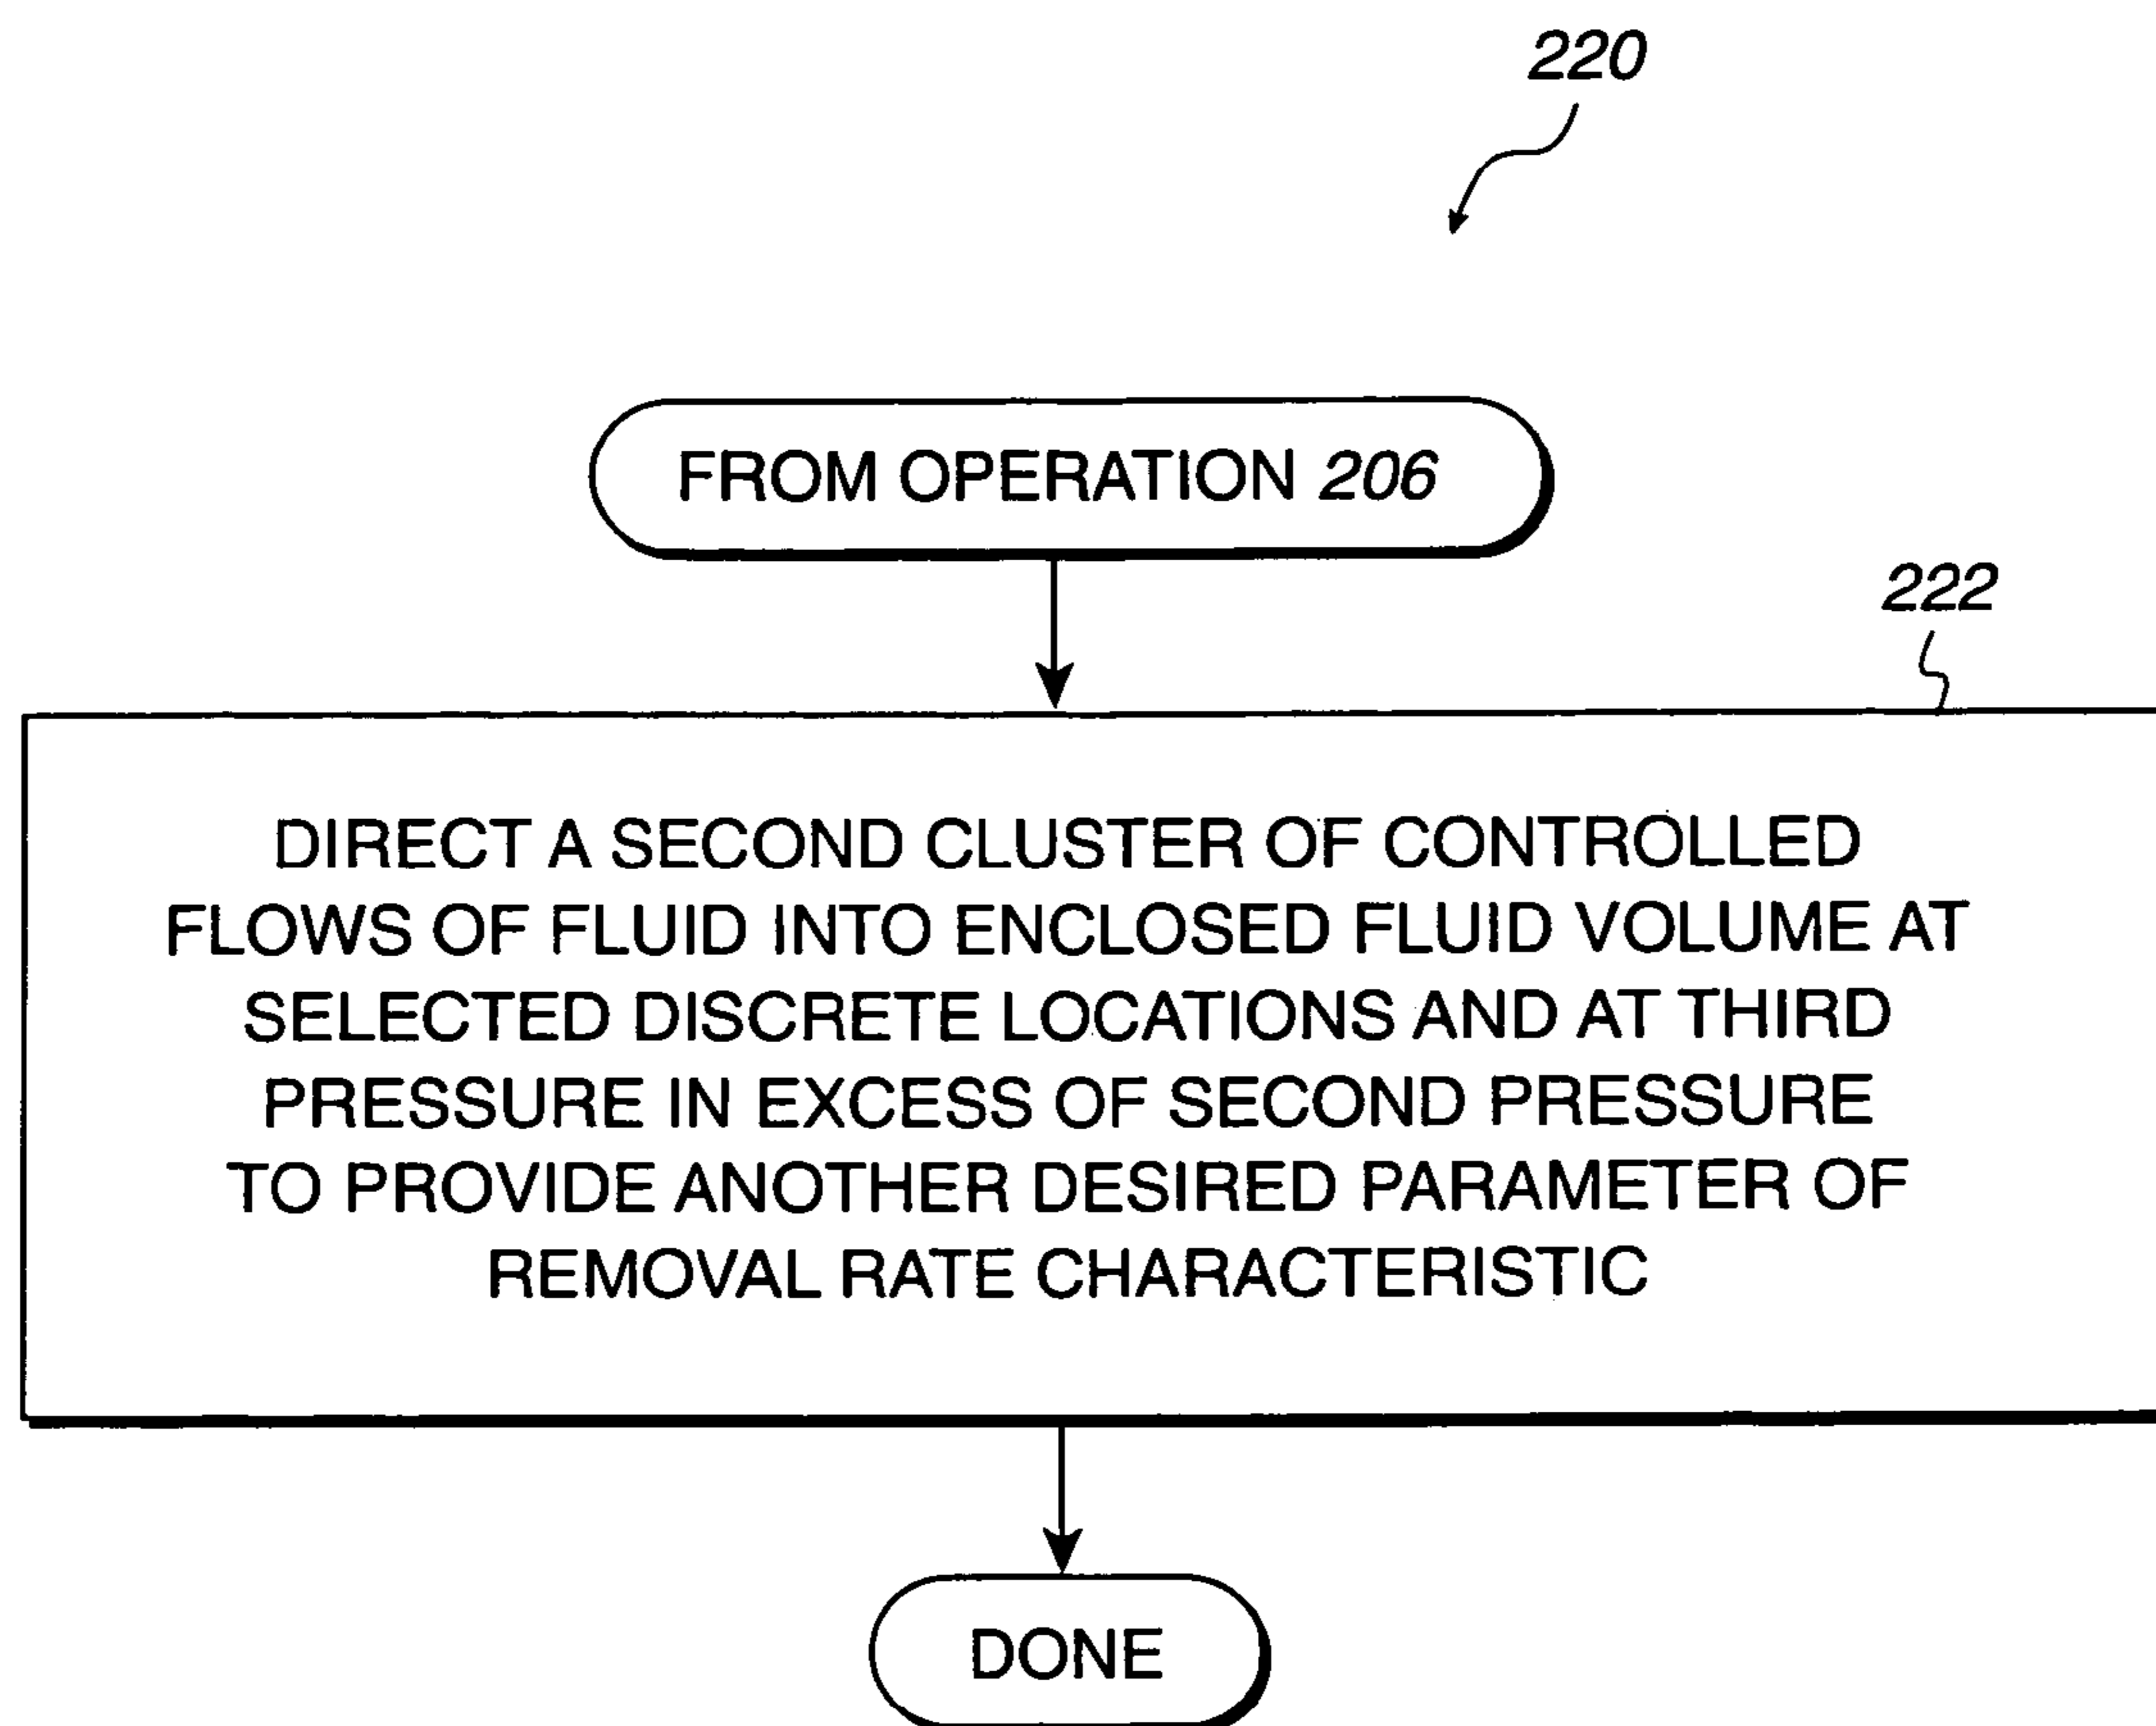 220
FROM OPERATION 206
222
DIRECT A SECOND CLUSTER OF CONTROLLED
FLOWS OF FLUID INTO ENCLOSED FLUID VOLUME AT
SELECTED DISCRETE LOCATIONS AND AT THIRD
PRESSURE IN EXCESS OF SECOND PRESSURE
TO PROVIDE ANOTHER DESIRED PARAMETER OF
REMOVAL RATE CHARACTERISTIC
DONE